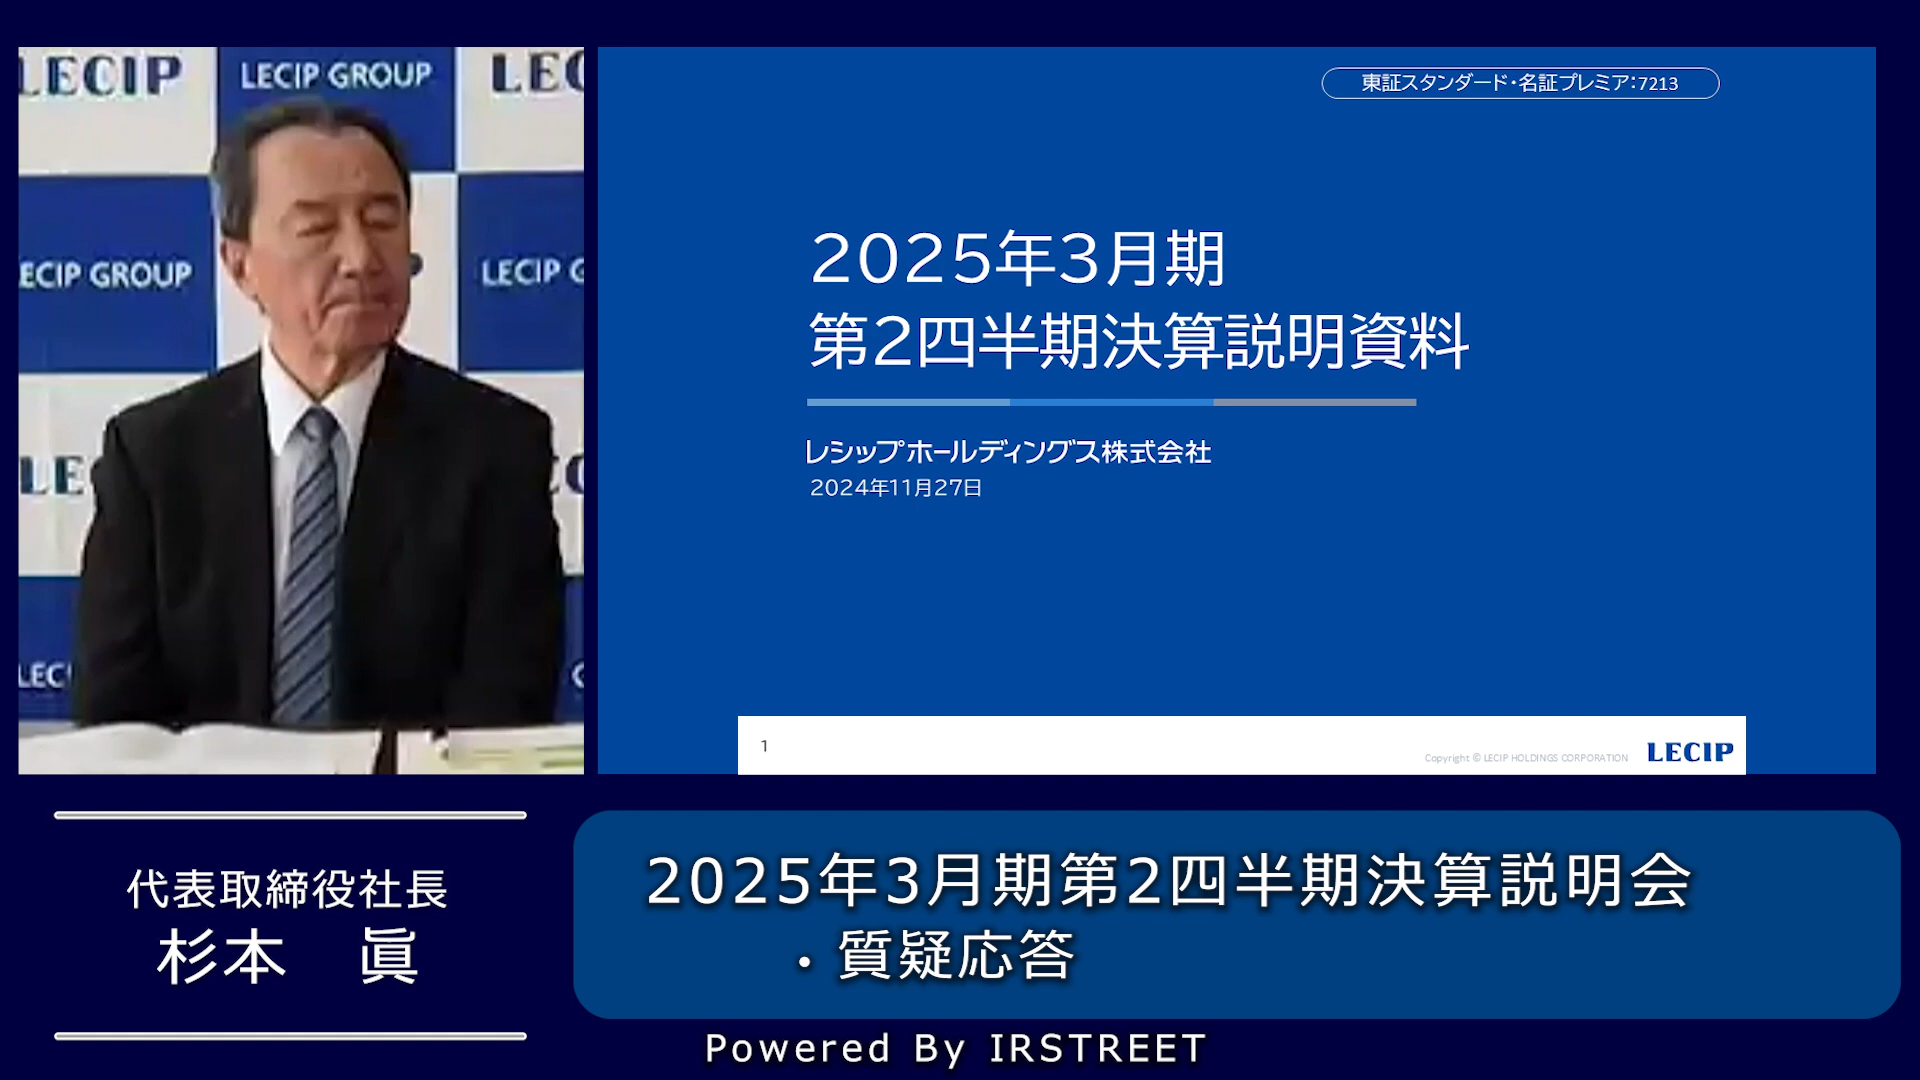 LECIP
LECIP GROUP
LEC
ECIP GROUP
LECIP G
LE
LEC
東証スタンダード・名証プレミア:7213
2025年3月期
第2四半期決算説明資料
レシップホールディングス株式会社
2024年11月27日
1
Copyright © LECIP HOLDINGS CORPORATION
LECIP
代表取締役社長
杉本 眞
2025年3月期第2四半期決算説明会
・質疑応答
Powered By IRSTREET